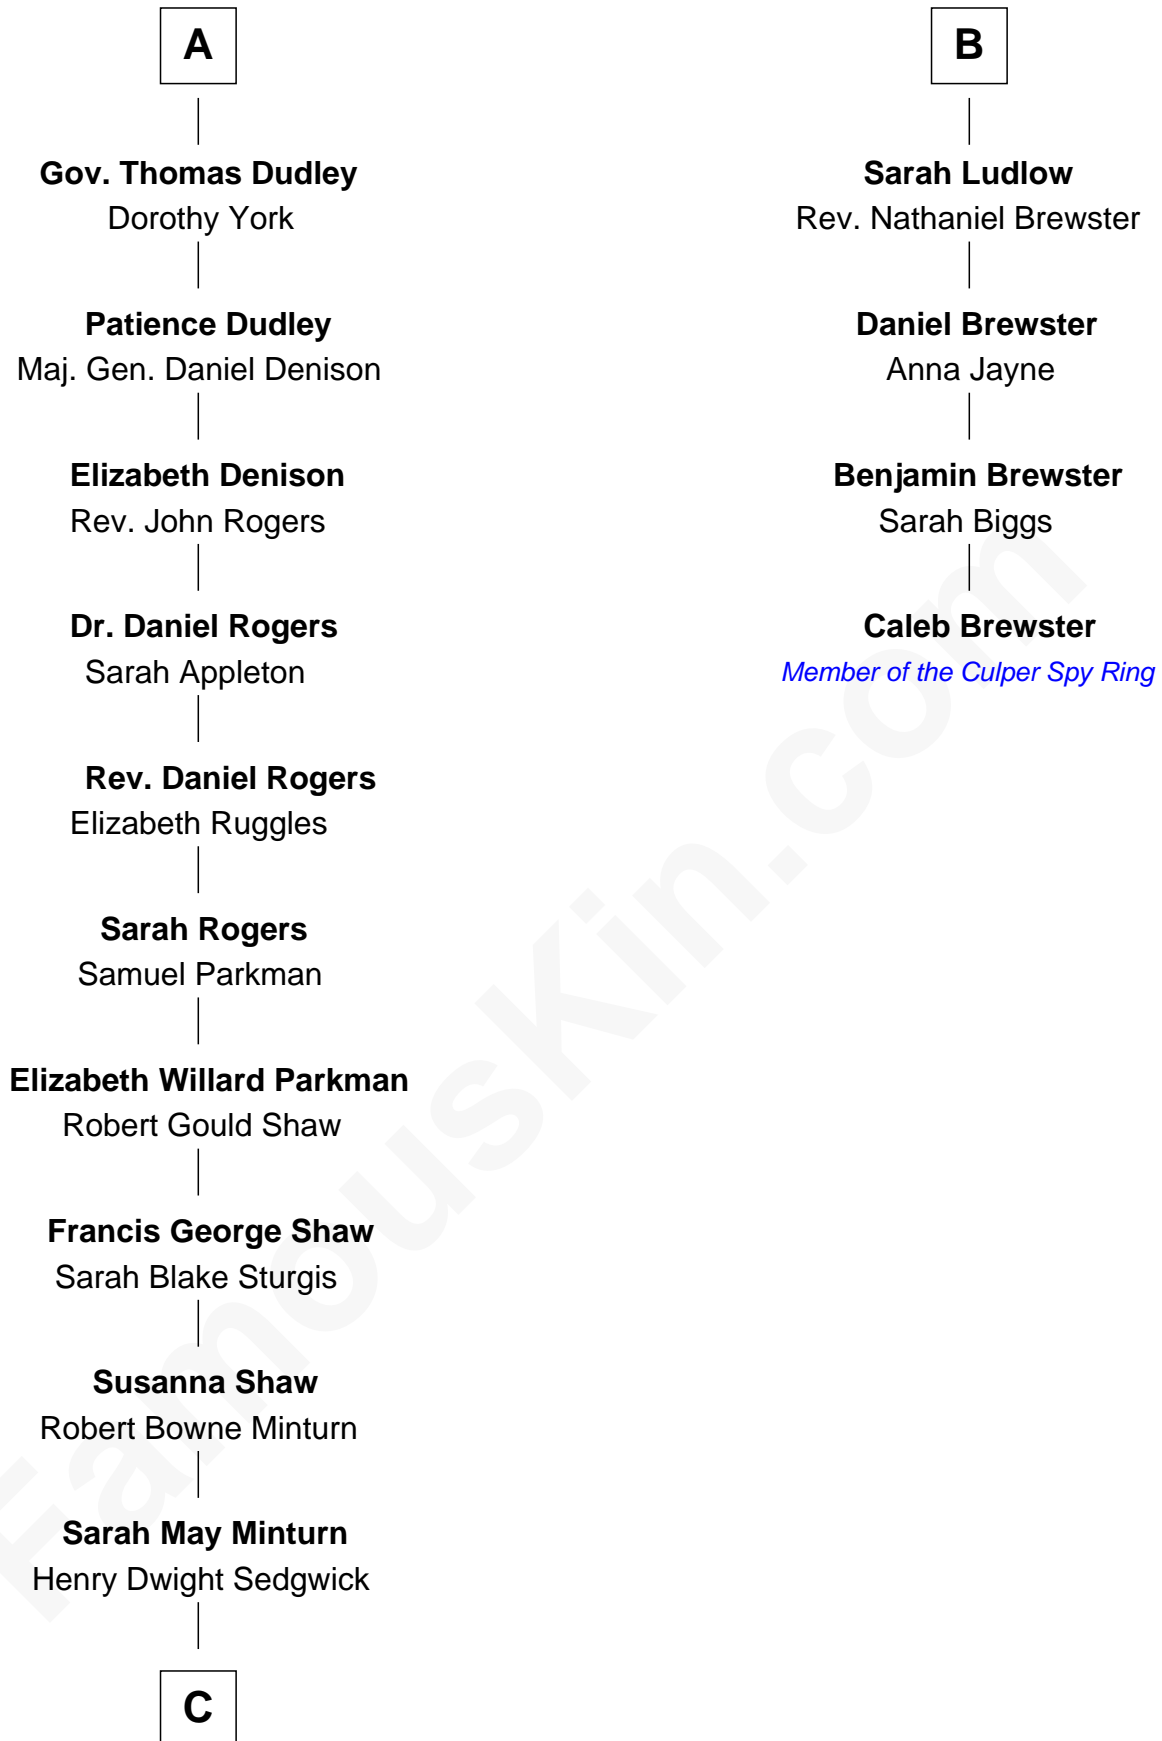 A
Gov. Thomas Dudley
Dorothy York
Patience Dudley
Maj. Gen. Daniel Denison
Elizabeth Denison
Rev. John Rogers
Dr. Daniel Rogers
Sarah Appleton
Rev. Daniel Rogers
Elizabeth Ruggles
Sarah Rogers
Samuel Parkman
Elizabeth Willard Parkman
Robert Gould Shaw
Francis George Shaw
Sarah Blake Sturgis
Susanna Shaw
Robert Bowne Minturn
Sarah May Minturn
Henry Dwight Sedgwick
C
B
Sarah Ludlow
Rev. Nathaniel Brewster
Daniel Brewster
Anna Jayne
Benjamin Brewster
Sarah Biggs
Caleb Brewster
Member of the Culper Spy Ring
FamousKin.com